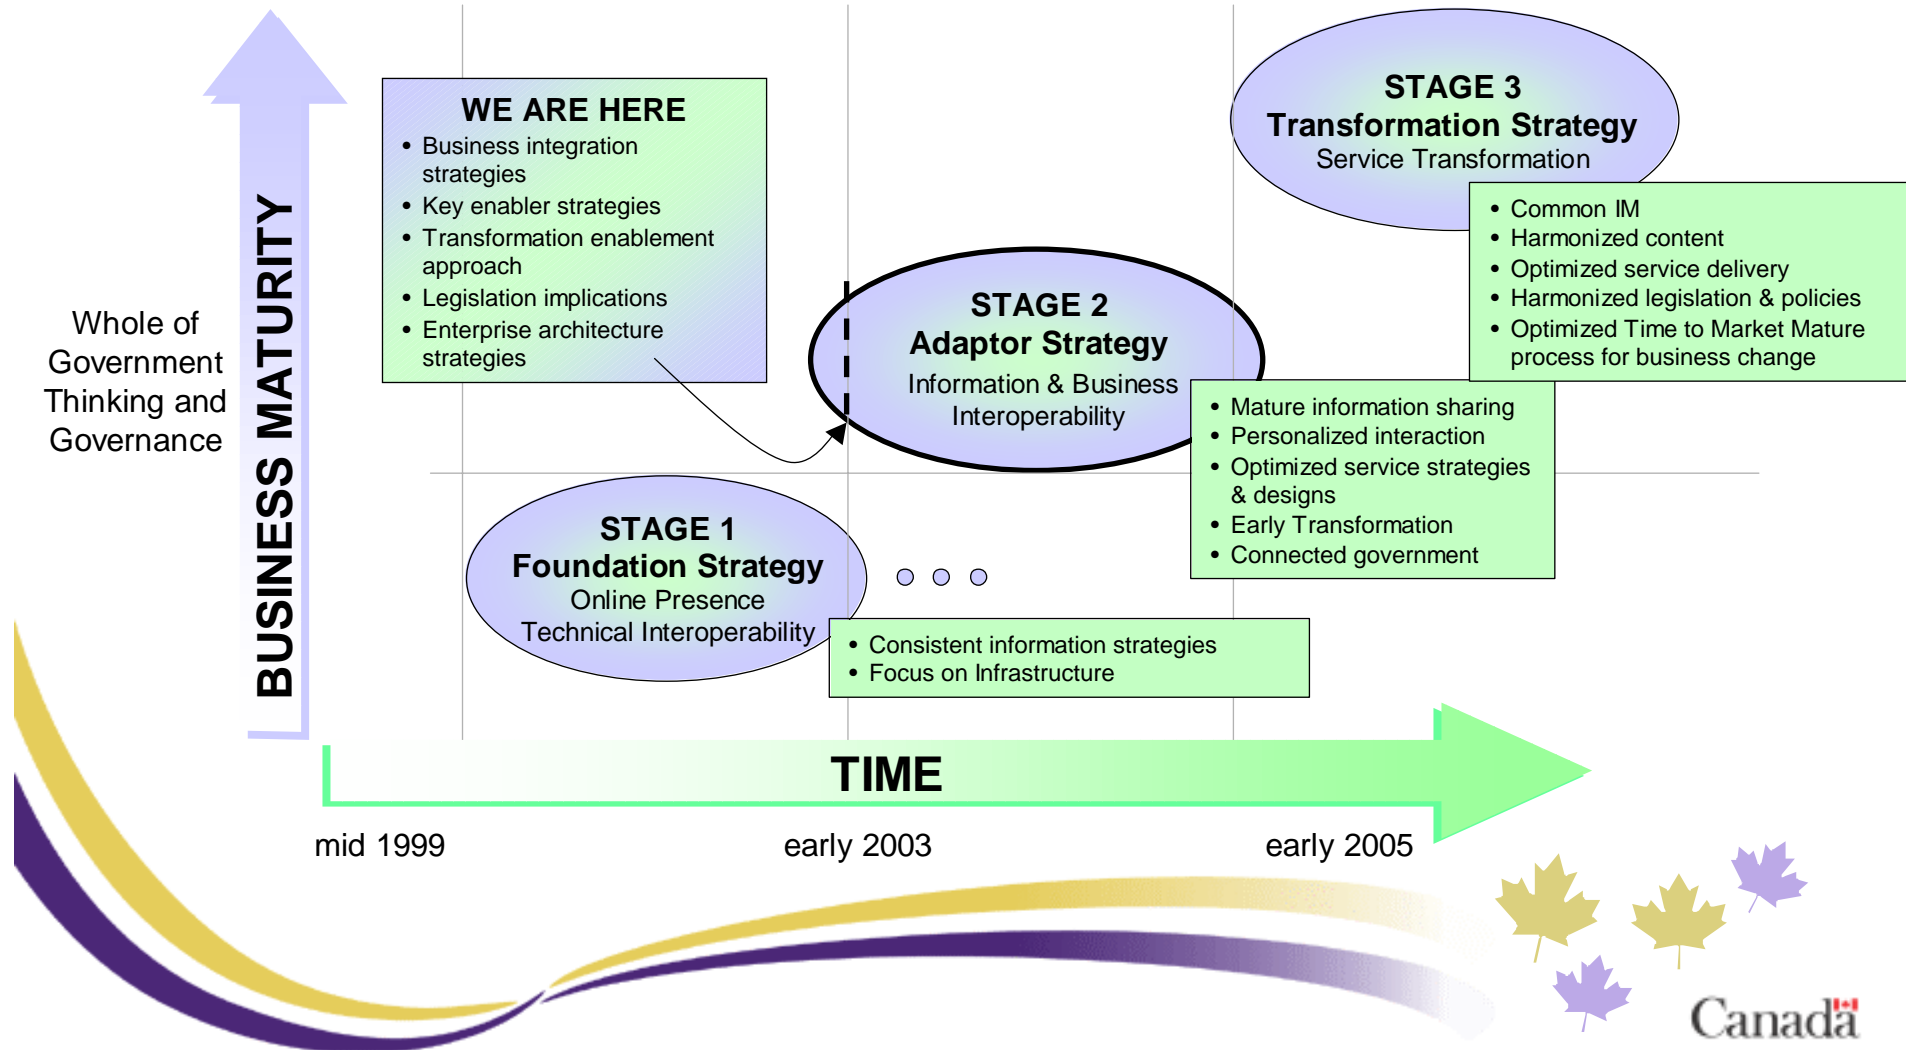 WE ARE HERE
• Business integration
strategies
• Key enabler strategies
• Transformation enablement
approach
• Legislation implications
• Enterprise architecture
strategies
STAGE 3
Transformation Strategy
Service Transformation
• Common IM
• Harmonized content
• Optimized service delivery
• Harmonized legislation & policies
• Optimized Time to Market Mature
process for business change
Whole of
Government
Thinking and
Governance
BUSINESS MATURITY
STAGE 2
Adaptor Strategy
Information & Business
Interoperability
• Mature information sharing
• Personalized interaction
• Optimized service strategies
& designs
• Early Transformation
• Connected government
STAGE 1
Foundation Strategy
Online Presence
Technical Interoperability
• Consistent information strategies
• Focus on Infrastructure
TIME
mid 1999
early 2003
early 2005
Canada